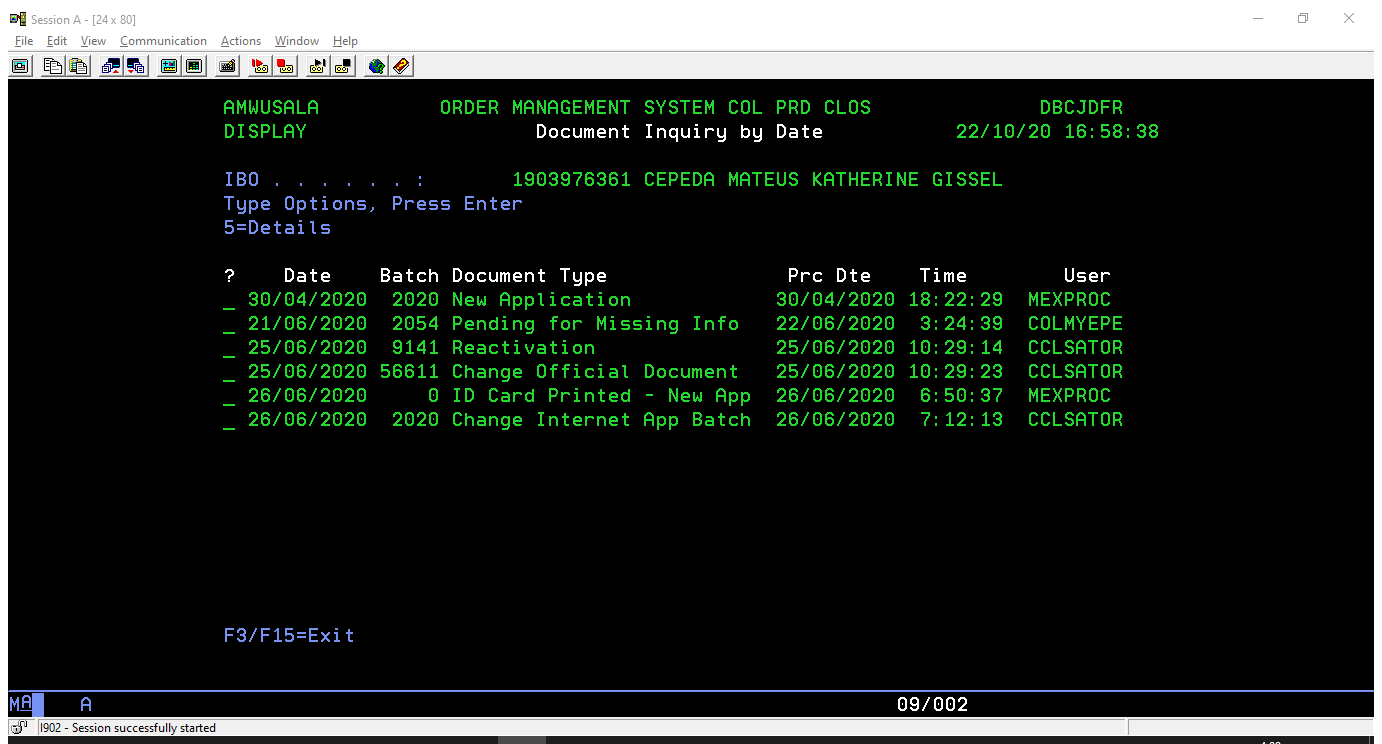 Session A - [24 x 80]
File Edit View Communication Actions Window Help
AMWUSALA ORDER MANAGEMENT SYSTEM COL PRD CLOS DBCJDFR
DISPLAY Document Inquiry by Date 22/10/20 16:58:38
IBO . . . . . . : 1903976361 CEPEDA MATEUS KATHERINE GISSEL
Type Options, Press Enter
5=Details
? Date Batch Document Type Prc Dte Time User
_ 30/04/2020 2020 New Application 30/04/2020 18:22:29 MEXPROC
_ 21/06/2020 2054 Pending for Missing Info 22/06/2020 3:24:39 COLMYEPE
_ 25/06/2020 9141 Reactivation 25/06/2020 10:29:14 CCLSATOR
_ 25/06/2020 56611 Change Official Document 25/06/2020 10:29:23 CCLSATOR
_ 26/06/2020 0 ID Card Printed - New App 26/06/2020 6:50:37 MEXPROC
_ 26/06/2020 2020 Change Internet App Batch 26/06/2020 7:12:13 CCLSATOR
F3/F15=Exit
MA A 09/002
I902 - Session successfully started